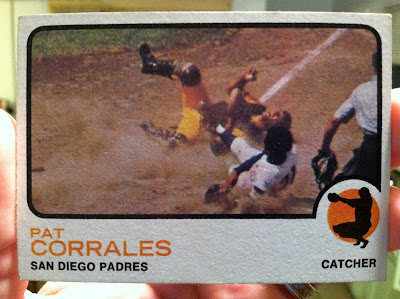 PAT
CORRALES
SAN DIEGO PADRES
CATCHER